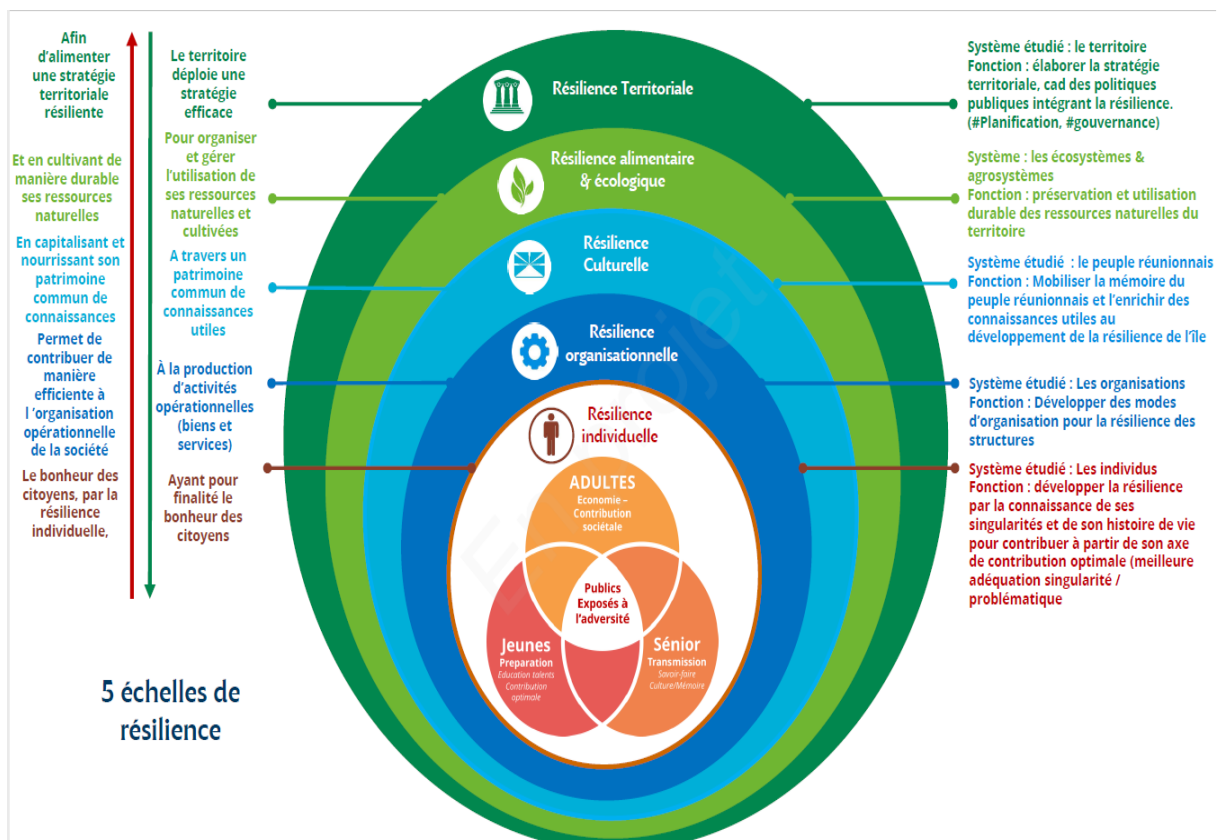 Afin
d'alimenter
une stratégie
territoriale
résiliente
Et en cultivant de
manière durable
ses ressources
naturelles
En capitalisant et
nourrissant son
patrimoine
commun de
connaissances
Permet de
contribuer de
manière
efficiente à
l 'organisation
opérationnelle
de la société
Le bonheur des
citoyens, par la
résilience
individuelle,
Le territoire
déploie une
stratégie
efficace
Pour organiser
et gérer
l'utilisation de
ses ressources
naturelles et
cultivées
A travers un
patrimoine
commun de
connaissances
utiles
À la production
d'activités
opérationnelles
(biens et
services)
Ayant pour
finalité le
bonheur des
citoyens
5 échelles de
résilience
Résilience Territoriale
Résilience alimentaire
& écologique
Résilience
Culturelle
Résilience
organisationnelle
Résilience
individuelle
ADULTES
Economie –
Contribution
sociétale
Publics
Exposés à
l'adversité
Jeunes
Preparation
Education talents
Contribution
optimale
Sénior
Transmission
Savoir-faire
Culture/Mémoire
En projet
Système étudié : le territoire
Fonction : élaborer la stratégie
territoriale, cad des politiques
publiques intégrant la résilience.
(#Planification, #gouvernance)
Système : les écosystèmes &
agrosystèmes
Fonction : préservation et utilisation
durable des ressources naturelles du
territoire
Système étudié : le peuple réunionnais
Fonction : Mobiliser la mémoire du
peuple réunionnais et l'enrichir des
connaissances utiles au
développement de la résilience de l'île
Système étudié : Les organisations
Fonction : Développer des modes
d'organisation pour la résilience des
structures
Système étudié : Les individus
Fonction : développer la résilience
par la connaissance de ses
singularités et de son histoire de vie
pour contribuer à partir de son axe
de contribution optimale (meilleure
adéquation singularité /
problématique